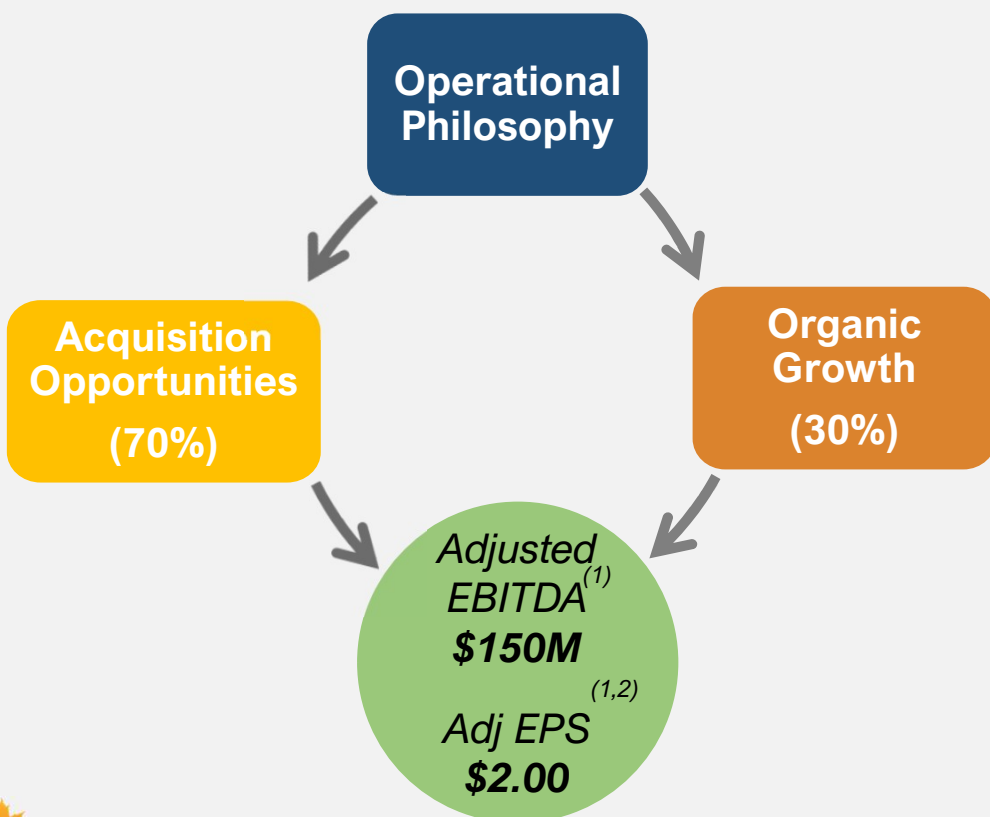 Operational
Philosophy
Acquisition
Opportunities
(70%)
Organic
Growth
(30%)
Adjusted
EBITDA(1)
$150M
(1,2)
Adj EPS
$2.00